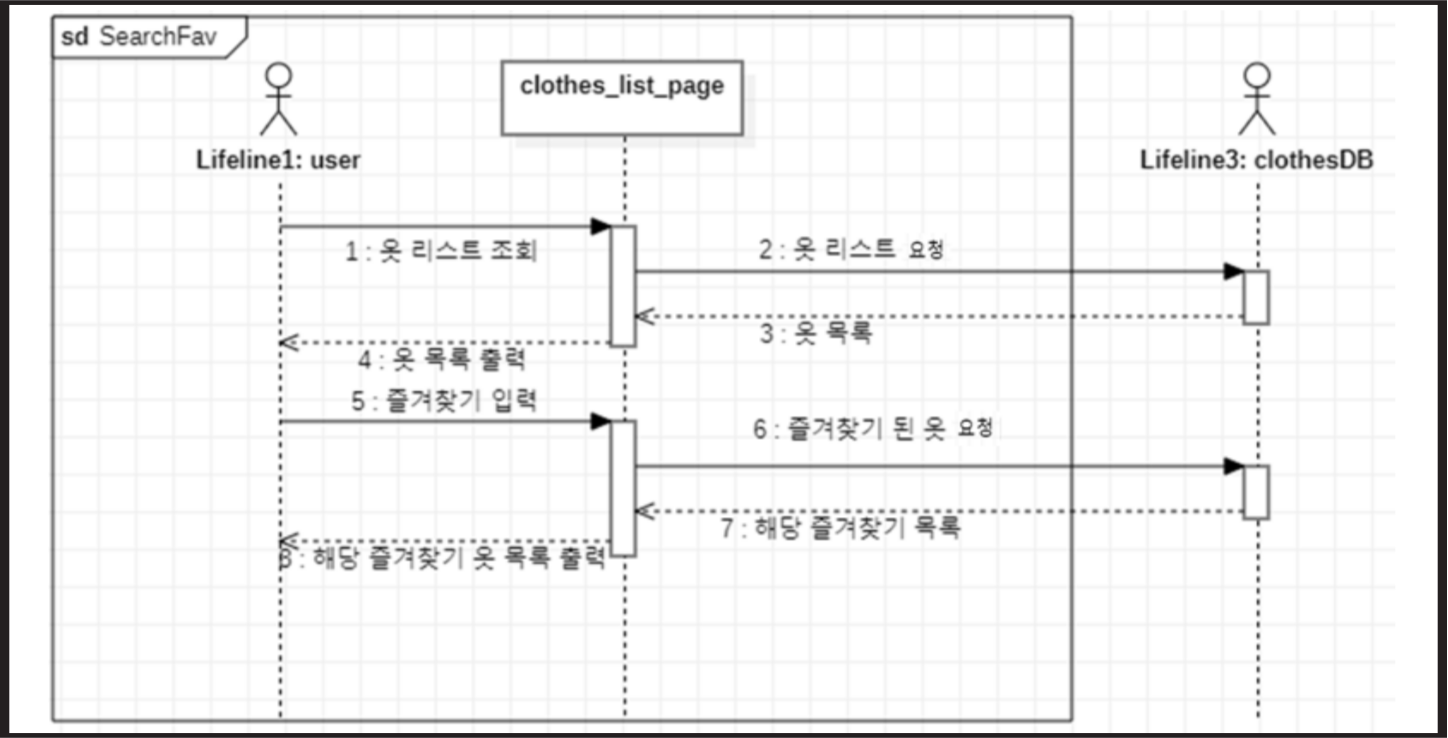 sd SearchFav
clothes_list_page
Lifeline1: user
Lifeline3: clothesDB
1 : 옷 리스트 조회
2 : 옷 리스트 요청
3 : 옷 목록
4 : 옷 목록 출력
5 : 즐겨찾기 입력
6 : 즐겨찾기 된 옷 요청
7 : 해당 즐겨찾기 목록
8 : 해당 즐겨찾기 옷 목록 출력